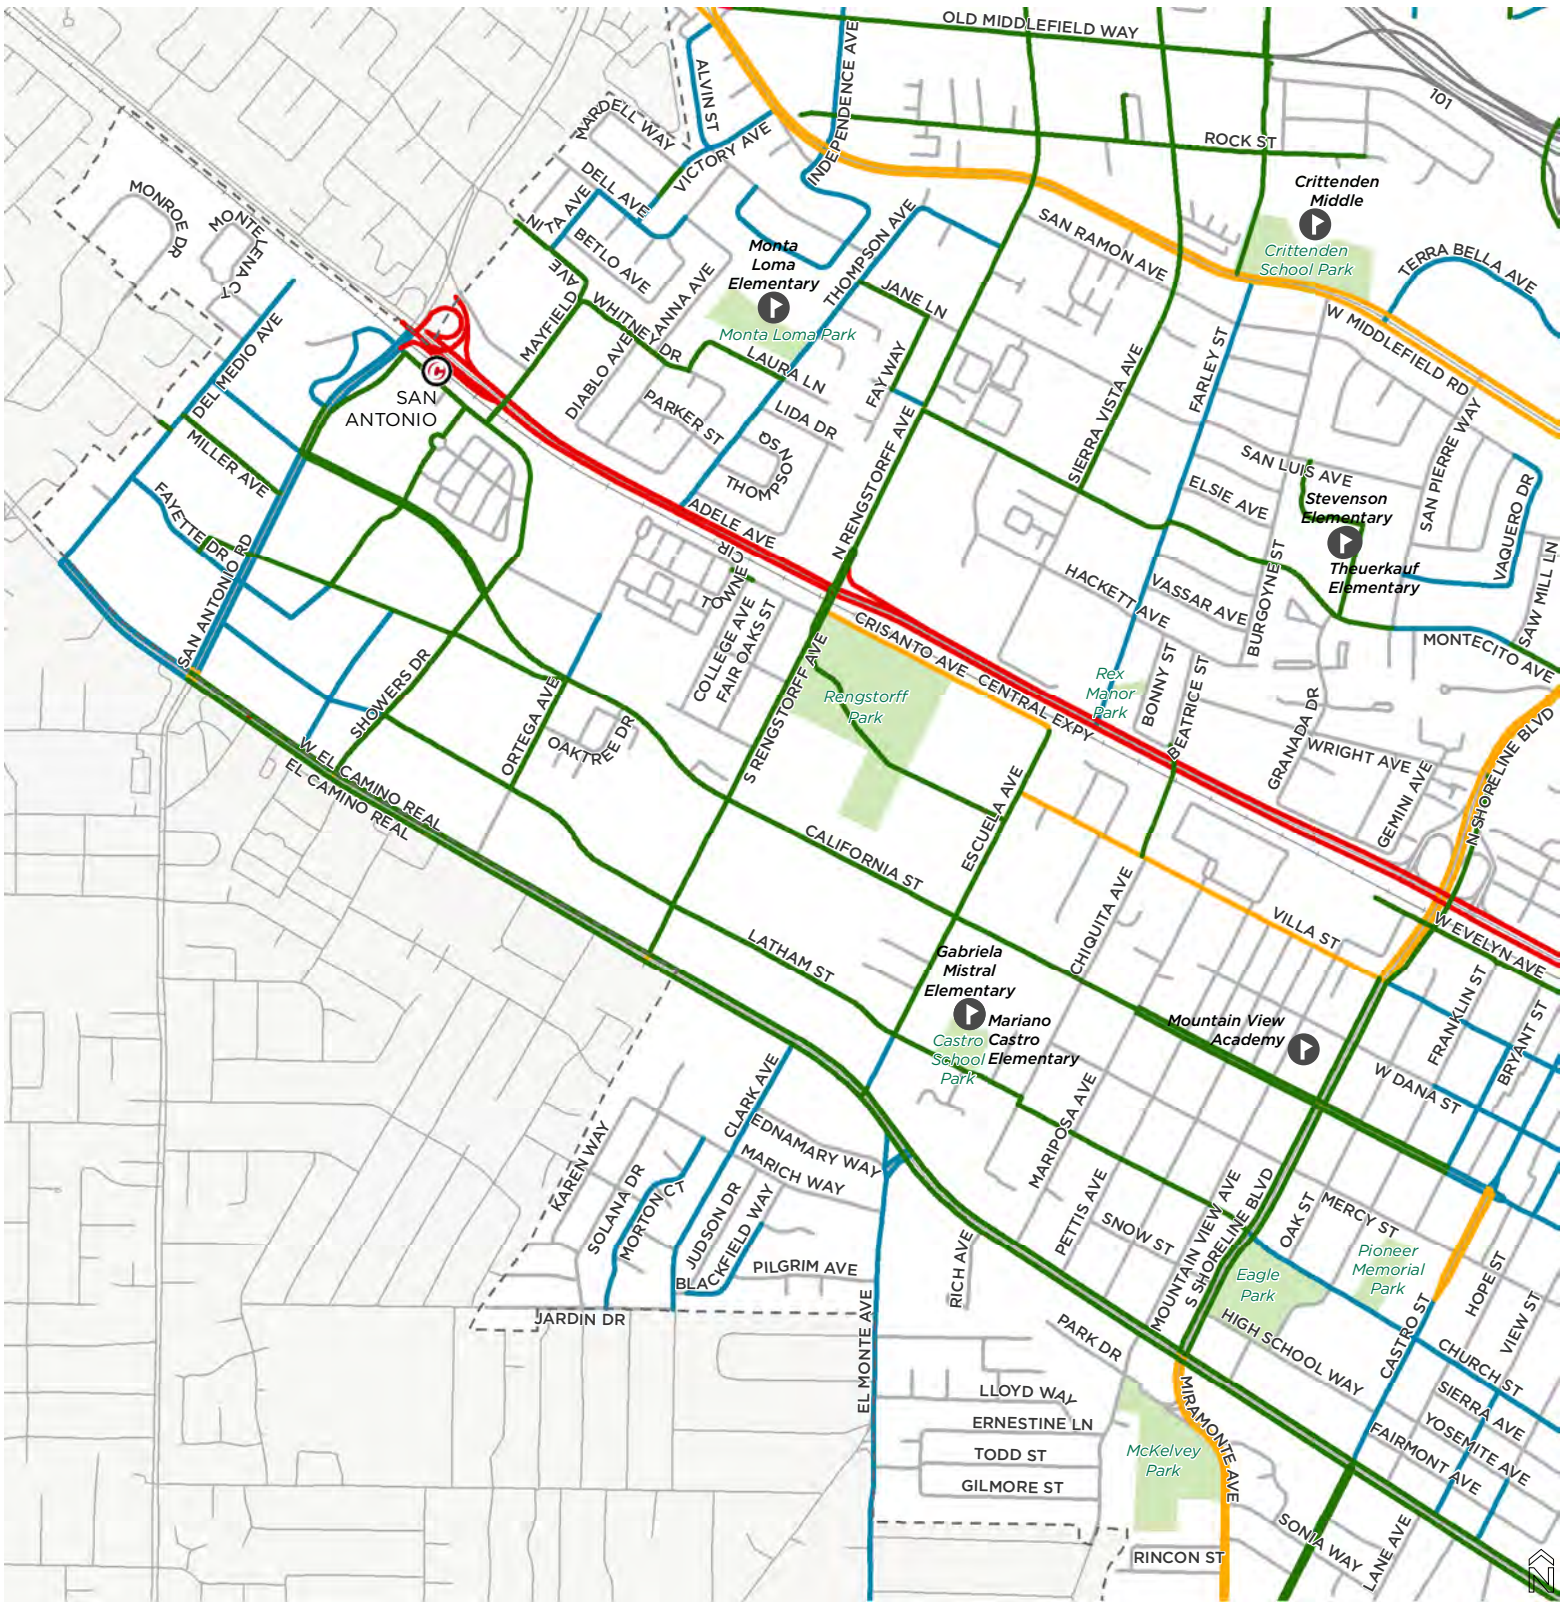 OLD MIDDLEFIELD WAY
INDEPENDENCE AVE
ALVIN ST
101
MARDELL WAY
VICTORY AVE
ROCK ST
Crittenden
Middle
DELL AVE
NITA AVE
MONROE DR
MONTELENA CT
THOMPSON AVE
SAN RAMON AVE
Crittenden
School Park
TERRA BELLA AVE
BETLO AVE
Monta
Loma
Elementary
JANE LN
ANNA AVE
MAYFIELD AVE
WHITNEY DR
Monta Loma Park
W MIDDLEFIELD RD
DEL MEDIO AVE
LAURA LN
FAY WAY
DIABLO AVE
SIERRA VISTA AVE
FARLEY ST
C
SAN
ANTONIO
PARKER ST
LIDA DR
THOMPSON SQ
SAN PIERRE WAY
MILLER AVE
SAN LUIS AVE
ELSIE AVE
Stevenson
Elementary
VAQUERO DR
FAYETTE DR
ADELE AVE
N RENGSTORFF AVE
Theuerkauf
Elementary
SAN ANTONIO RD
TOWNE CIR
HACKETT AVE
VASSAR AVE
BURGOYNE ST
SAW MILL LN
COLLEGE AVE
FAIR OAKS ST
CRISANTO AVE
MONTECITO AVE
SHOWERS DR
CENTRAL EXPY
Rengstorff
Park
Rex
Manor
Park
BONNY ST
BEATRICE ST
GRANADA DR
ORTEGA AVE
OAKTREE DR
S RENGSTORFF AVE
W EL CAMINO REAL
EL CAMINO REAL
WRIGHT AVE
GEMINI AVE
N SHORELINE BLVD
ESCUELA AVE
CALIFORNIA ST
CHIQUITA AVE
VILLA ST
W EVELYN AVE
LATHAM ST
Gabriela
Mistral
Elementary
FRANKLIN ST
Mariano
Castro
Elementary
Castro
School
Park
Mountain View
Academy
BRYANT ST
W DANA ST
CLARK AVE
MARIPOSA AVE
EDNAMARY WAY
KAREN WAY
MARICH WAY
SOLANA DR
MORTON CT
JUDSON DR
BLACKFIELD WAY
PILGRIM AVE
RICH AVE
PETTIS AVE
SNOW ST
MOUNTAIN VIEW AVE
S SHORELINE BLVD
OAK ST
MERCY ST
Eagle
Park
Pioneer
Memorial
Park
HOPE ST
VIEW ST
JARDIN DR
EL MONTE AVE
PARK DR
HIGH SCHOOL WAY
CASTRO ST
CHURCH ST
LLOYD WAY
ERNESTINE LN
TODD ST
GILMORE ST
MIRAMONTE AVE
McKelvey
Park
SIERRA AVE
YOSEMITE AVE
FAIRMONT AVE
SONIA WAY
LANE AVE
RINCON ST
N